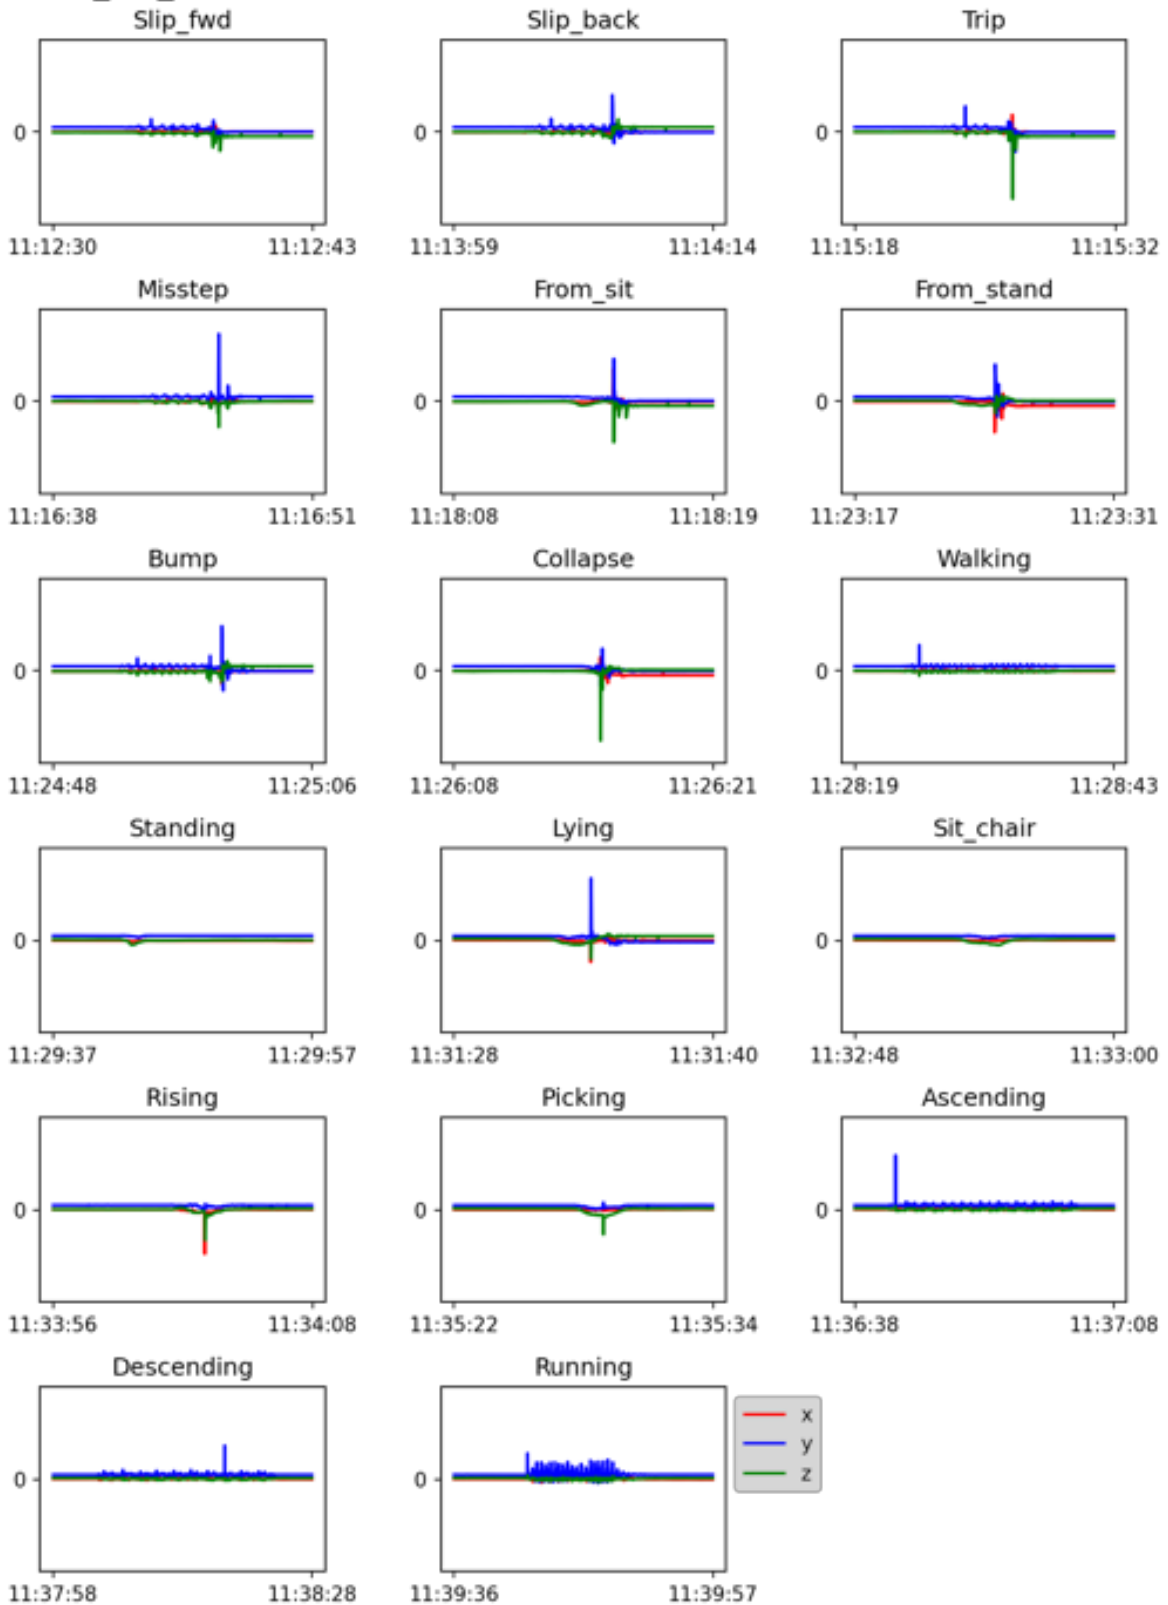 Slip_fwd Slip_back Trip
0 0 0
11:12:30 11:12:43 11:13:59 11:14:14 11:15:18 11:15:32
Misstep From_sit From_stand
0 0 0
11:16:38 11:16:51 11:18:08 11:18:19 11:23:17 11:23:31
Bump Collapse Walking
0 0 0
11:24:48 11:25:06 11:26:08 11:26:21 11:28:19 11:28:43
Standing Lying Sit_chair
0 0 0
11:29:37 11:29:57 11:31:28 11:31:40 11:32:48 11:33:00
Rising Picking Ascending
0 0 0
11:33:56 11:34:08 11:35:22 11:35:34 11:36:38 11:37:08
Descending Running
x
y
0 0 z
11:37:58 11:38:28 11:39:36 11:39:57